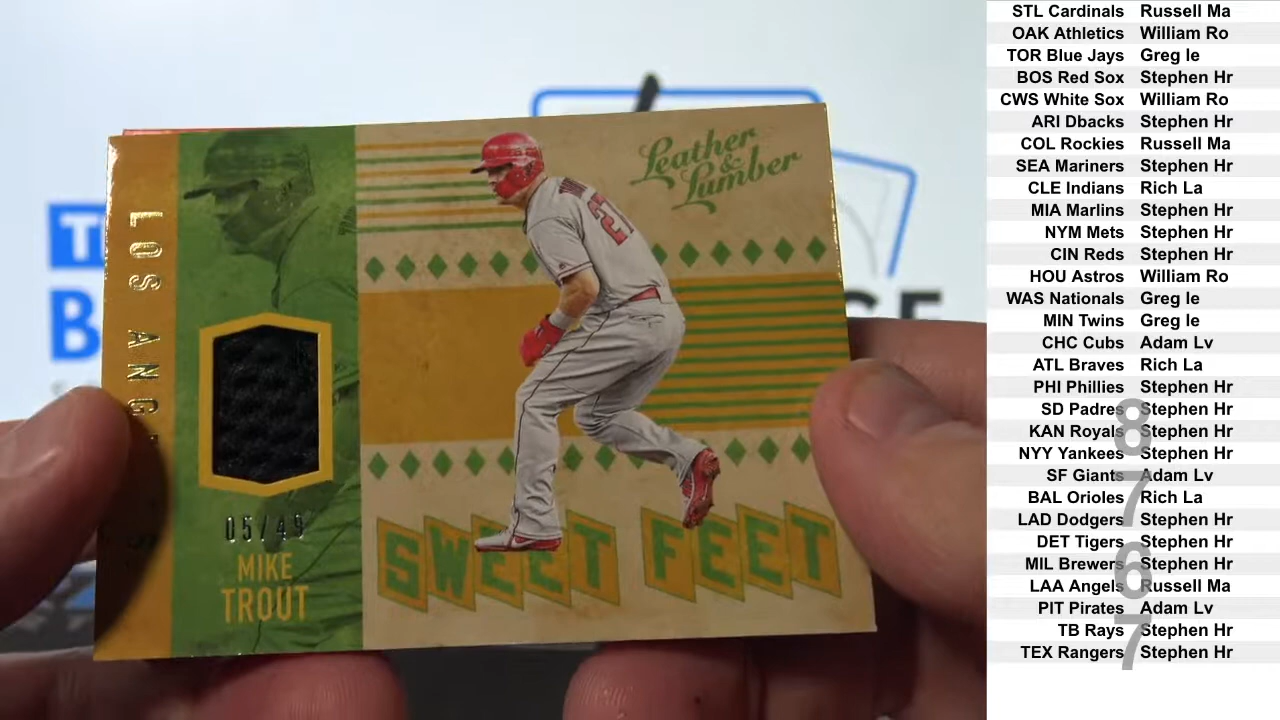 Leather
&
Lumber
LOS ANG
27
05/49
MIKE
TROUT
SWEET FEET
STL Cardinals Russell Ma
OAK Athletics William Ro
TOR Blue Jays Greg le
BOS Red Sox Stephen Hr
CWS White Sox William Ro
ARI Dbacks Stephen Hr
COL Rockies Russell Ma
SEA Mariners Stephen Hr
CLE Indians Rich La
MIA Marlins Stephen Hr
NYM Mets Stephen Hr
CIN Reds Stephen Hr
HOU Astros William Ro
WAS Nationals Greg le
MIN Twins Greg le
CHC Cubs Adam Lv
ATL Braves Rich La
PHI Phillies Stephen Hr
SD Padres Stephen Hr
KAN Royals Stephen Hr
NYY Yankees Stephen Hr
SF Giants Adam Lv
BAL Orioles Rich La
LAD Dodgers Stephen Hr
DET Tigers Stephen Hr
MIL Brewers Stephen Hr
LAA Angels Russell Ma
PIT Pirates Adam Lv
TB Rays Stephen Hr
TEX Rangers Stephen Hr
8
7
6
7